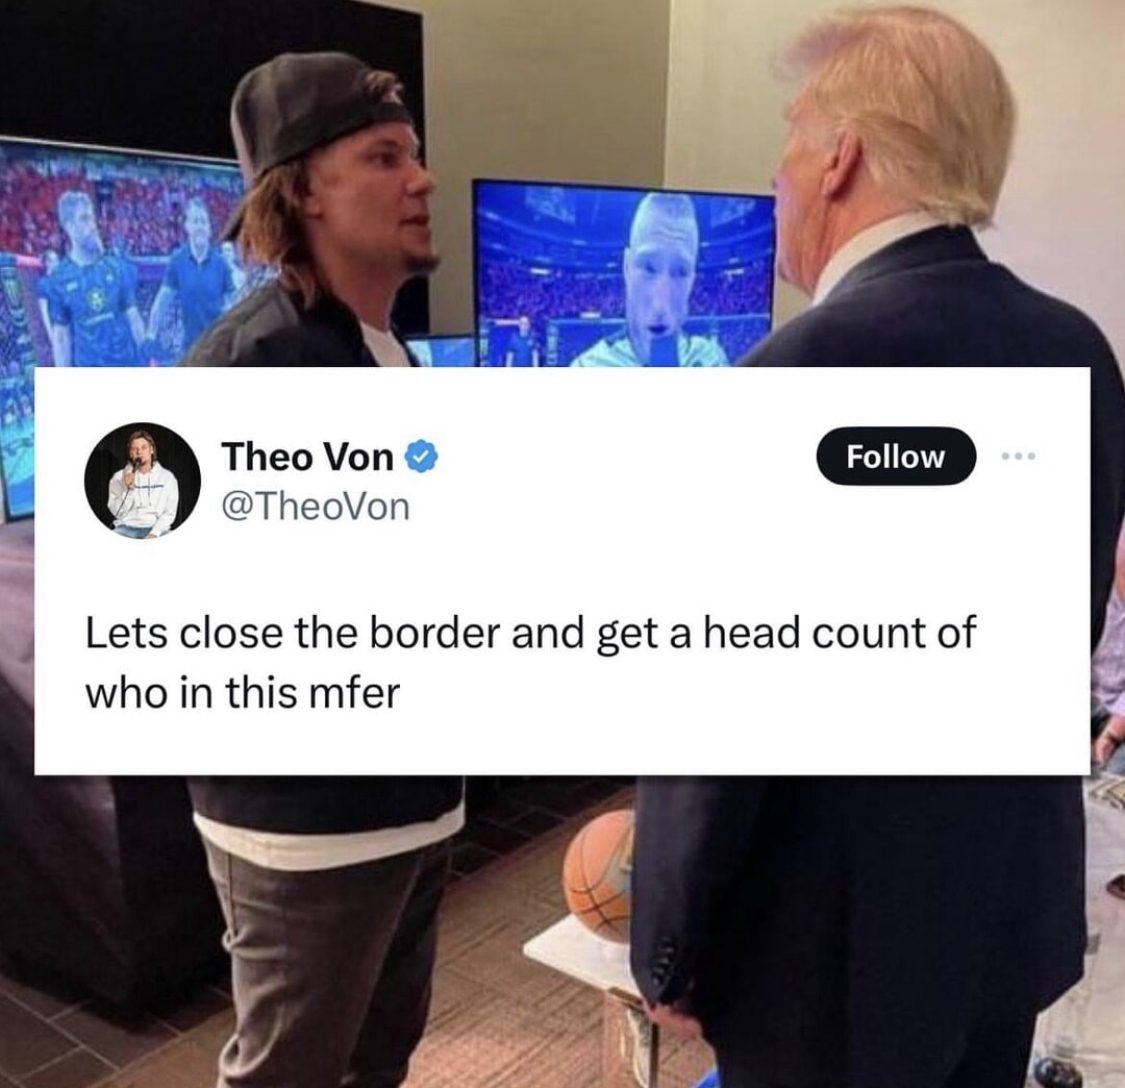 Theo Von
@TheoVon
Follow
Lets close the border and get a head count of
who in this mfer